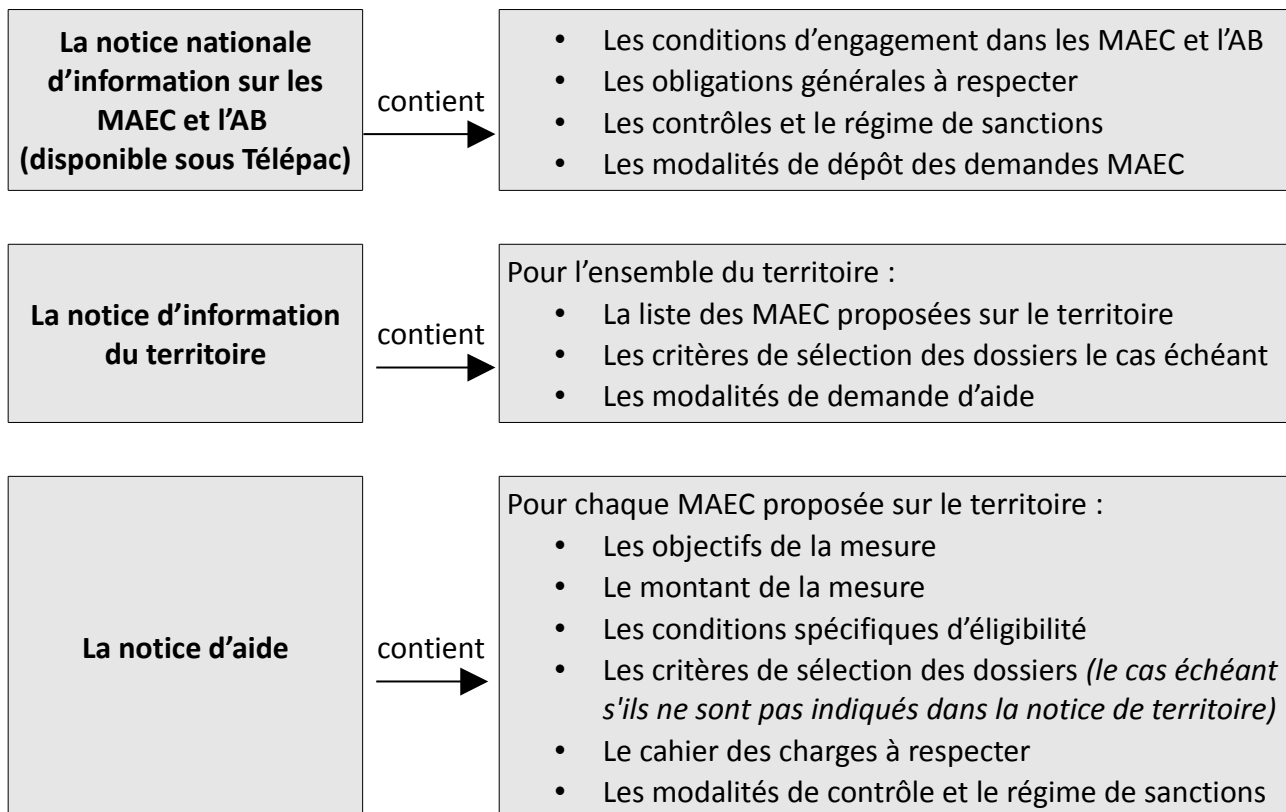 La notice nationale
d'information sur les
MAEC et l'AB
(disponible sous Télépac)
contient
• Les conditions d'engagement dans les MAEC et l'AB
• Les obligations générales à respecter
• Les contrôles et le régime de sanctions
• Les modalités de dépôt des demandes MAEC
La notice d'information
du territoire
contient
Pour l'ensemble du territoire :
• La liste des MAEC proposées sur le territoire
• Les critères de sélection des dossiers le cas échéant
• Les modalités de demande d'aide
La notice d'aide
contient
Pour chaque MAEC proposée sur le territoire :
• Les objectifs de la mesure
• Le montant de la mesure
• Les conditions spécifiques d'éligibilité
• Les critères de sélection des dossiers (le cas échéant
s'ils ne sont pas indiqués dans la notice de territoire)
• Le cahier des charges à respecter
• Les modalités de contrôle et le régime de sanctions